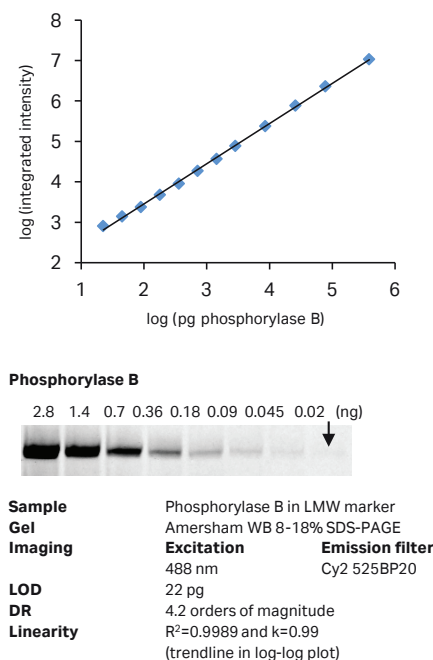 8
7
6
5
4
3
2
log (integrated intensity)
1 2 3 4 5 6
log (pg phosphorylase B)
Phosphorylase B
2.8 1.4 0.7 0.36 0.18 0.09 0.045 0.02 (ng)
Sample Phosphorylase B in LMW marker
Gel Amersham WB 8-18% SDS-PAGE
Imaging Excitation Emission filter
488 nm Cy2 525BP20
LOD 22 pg
DR 4.2 orders of magnitude
Linearity R²=0.9989 and k=0.99
(trendline in log-log plot)